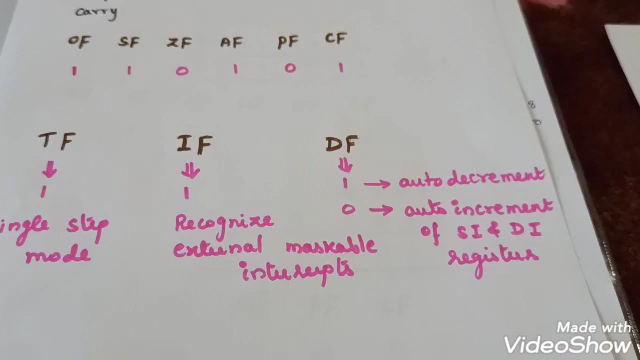 carry
OF SF ZF AF PF CF
1 1 0 1 0 1
TF IF DF
1 1 1 → auto decrement
0 → auto increment
ingle step Recognize of SI & DI
mode external maskable registers
interrupts
8
0
Made with
VideoShow